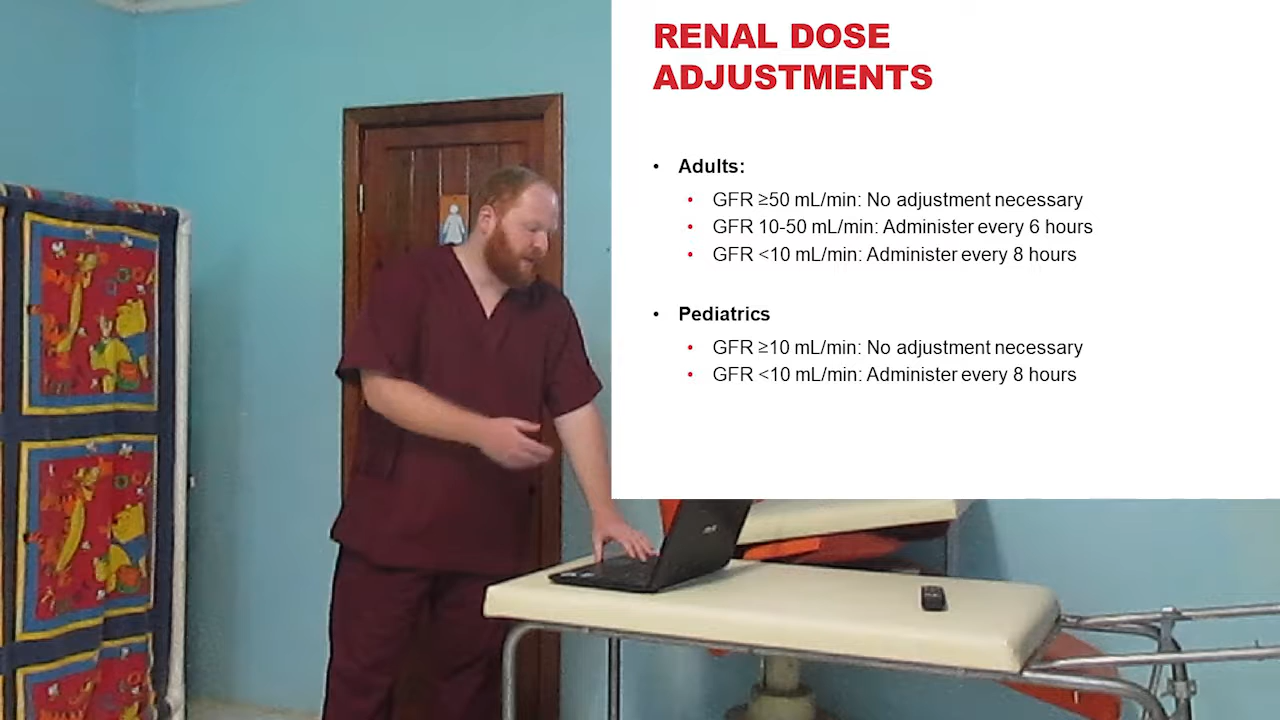 RENAL DOSE
ADJUSTMENTS
• Adults:
• GFR ≥50 mL/min: No adjustment necessary
• GFR 10-50 mL/min: Administer every 6 hours
• GFR <10 mL/min: Administer every 8 hours
• Pediatrics
• GFR ≥10 mL/min: No adjustment necessary
• GFR <10 mL/min: Administer every 8 hours